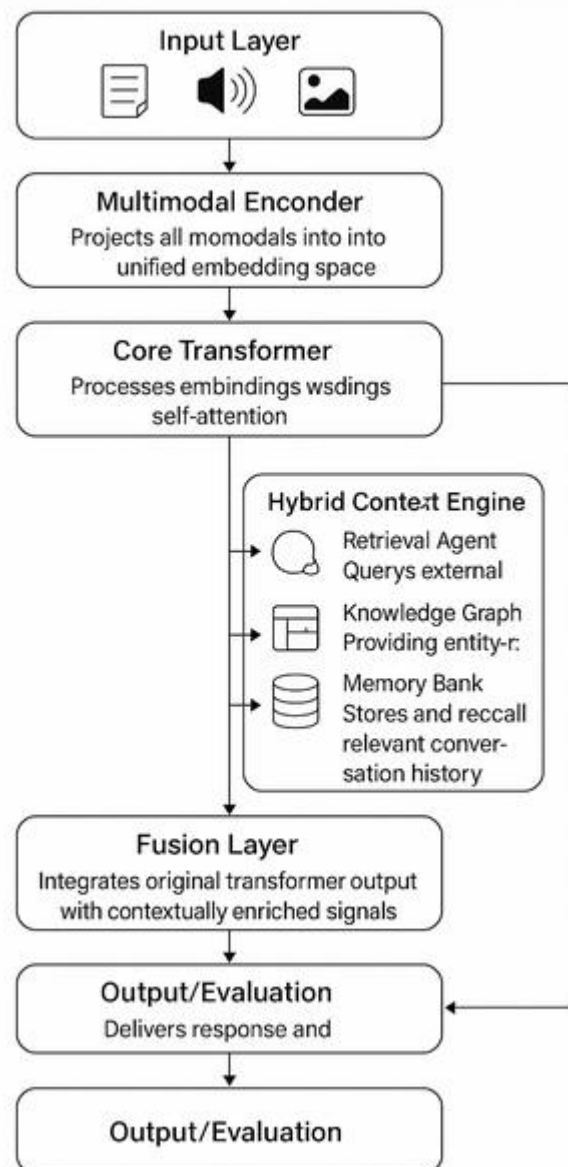 Input Layer
Multimodal Enconder
Projects all momodals into into
unified embedding space
Core Transformer
Processes embindings wsdings
self-attention
Hybrid Context Engine
Retrieval Agent
Querys external
Knowledge Graph
Providing entity-r:
Memory Bank
Stores and reccall
relevant conver-
sation history
Fusion Layer
Integrates original transformer output
with contextually enriched signals
Output/Evaluation
Delivers response and
Output/Evaluation